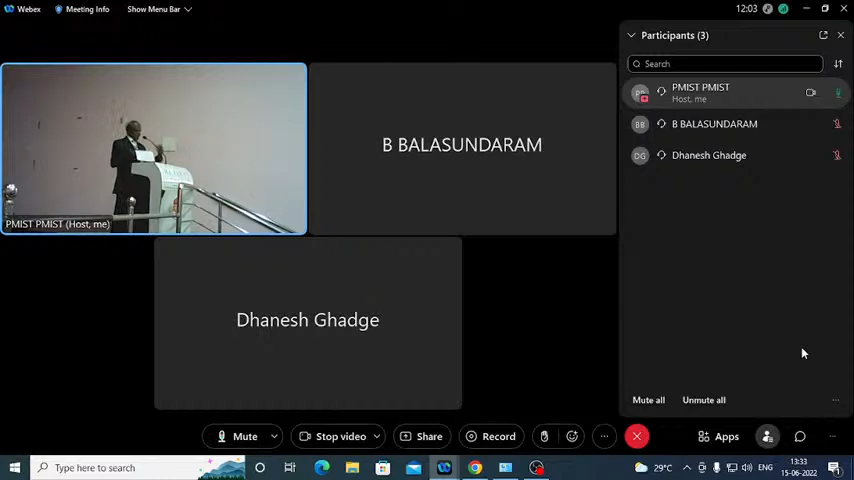 Webex
Meeting Info
Show Menu Bar
12:03
Participants (3)
Search
PMIST PMIST
Host, me
BB
B BALASUNDARAM
DG
Dhanesh Ghadge
PMIST PMIST (Host, me)
B BALASUNDARAM
Dhanesh Ghadge
Mute all
Unmute all
Mute
Stop video
Share
Record
Apps
Type here to search
29°C
ENG
13:33
15-06-2022